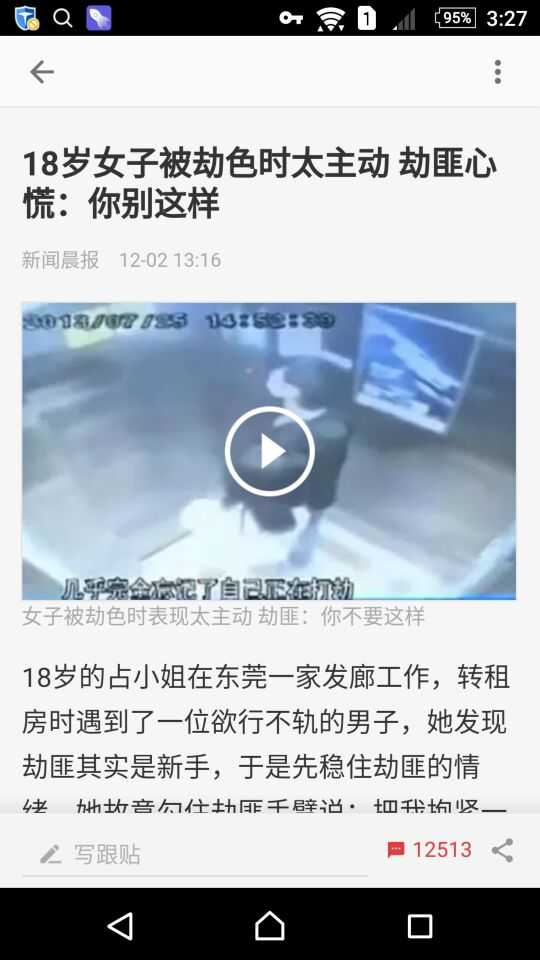 1
95%
3:27
18岁女子被劫色时太主动 劫匪心
慌：你别这样
新闻晨报 12-02 13:16
2013/07/25 14:52:39
几乎完全忘记了自己正在打劫
女子被劫色时表现太主动 劫匪：你不要这样
18岁的占小姐在东莞一家发廊工作，转租
房时遇到了一位欲行不轨的男子，她发现
劫匪其实是新手，于是先稳住劫匪的情
绪，她故意勾住劫匪手臂说：把我抱紧一
写跟贴
12513